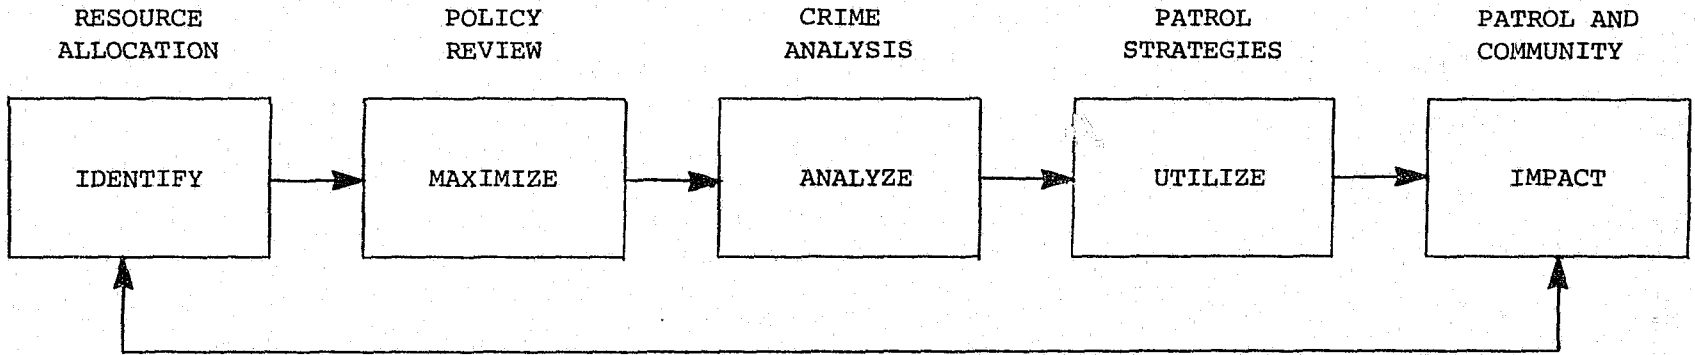 RESOURCE
ALLOCATION
POLICY
REVIEW
CRIME
ANALYSIS
PATROL
STRATEGIES
PATROL AND
COMMUNITY
IDENTIFY
MAXIMIZE
ANALYZE
UTILIZE
IMPACT